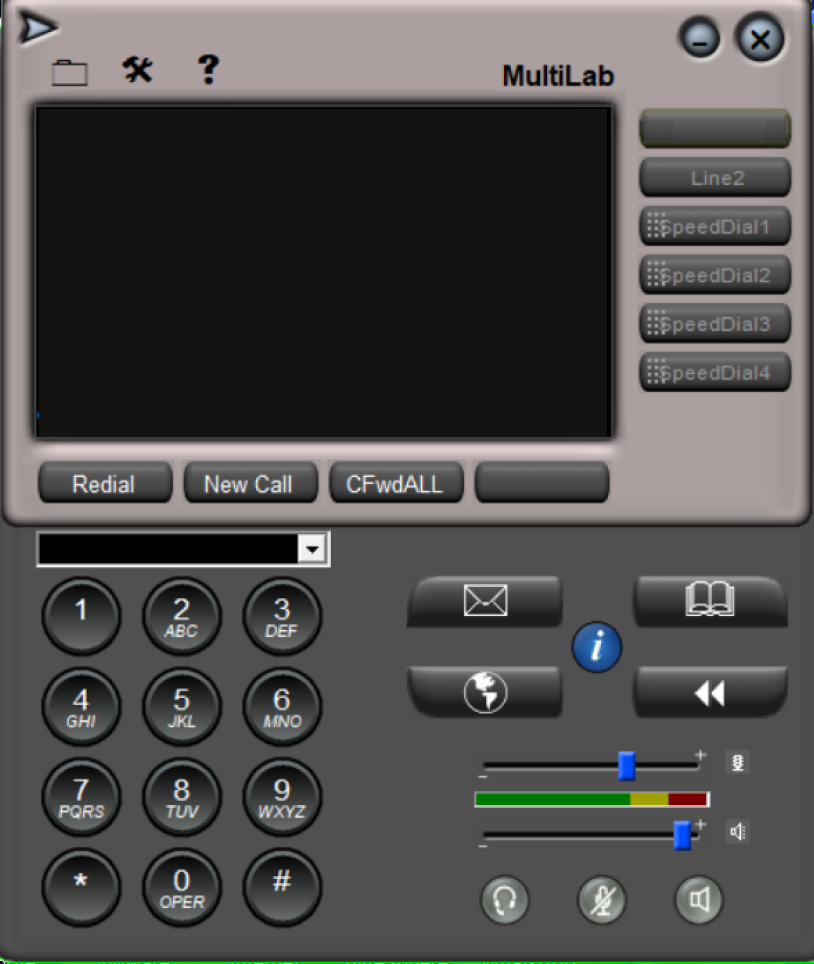 ?
MultiLab
Line2
SpeedDial1
SpeedDial2
SpeedDial3
SpeedDial4
Redial New Call CFwdALL
1 2 3
ABC DEF
4 5 6
GHI JKL MNO
7 8 9
PQRS TUV WXYZ
* 0 #
OPER
i
- +
- +